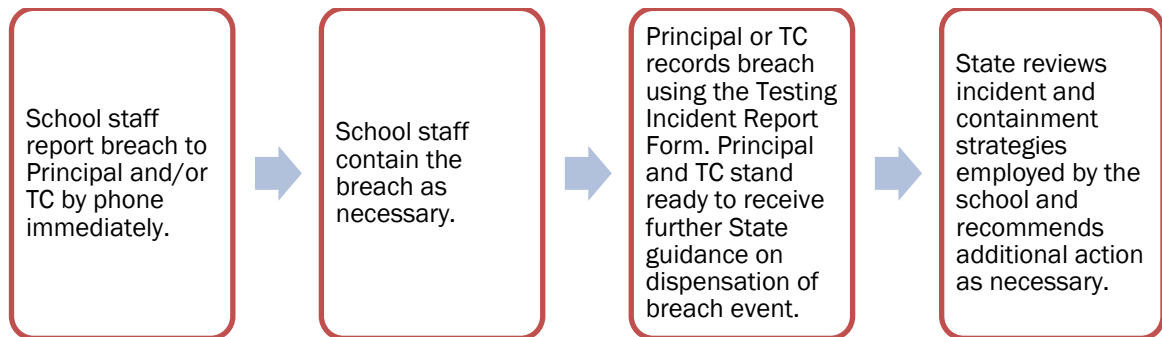 School staff
report breach to
Principal and/or
TC by phone
immediately.
School staff
contain the
breach as
necessary.
Principal or TC
records breach
using the Testing
Incident Report
Form. Principal
and TC stand
ready to receive
further State
guidance on
dispensation of
breach event.
State reviews
incident and
containment
strategies
employed by the
school and
recommends
additional action
as necessary.